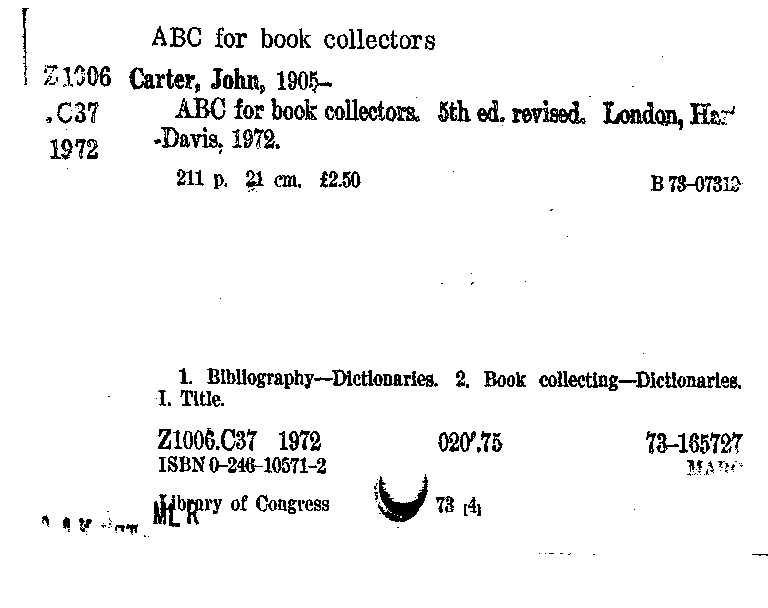 ABC for book collectors
Z1006 Carter, John, 1905–
.C37 ABC for book collectors. 5th ed. revised. London,
1972 -Davis, 1972.
211 p. 21 cm. £2.50 B 73–07312
1. Bibliography—Dictionaries. 2. Book collecting—Dictionaries.
I. Title.
Z1006.C37 1972 020′.75 73–165727
ISBN 0–246–10571–2 MARC
Library of Congress 73 [4]
MLR